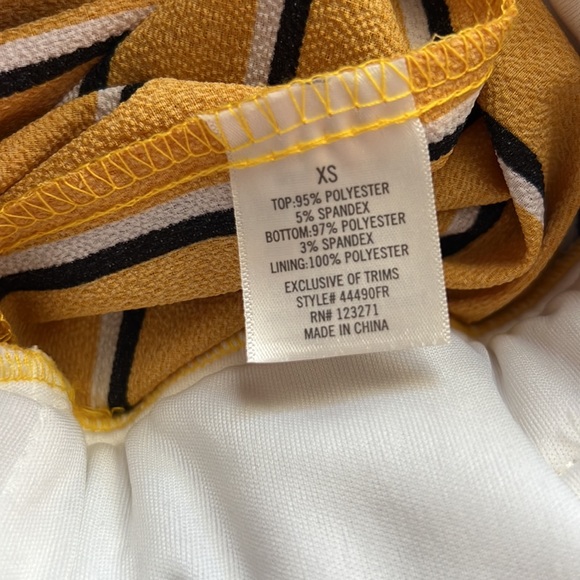 XS
TOP:95% POLYESTER
5% SPANDEX
BOTTOM:97% POLYESTER
3% SPANDEX
LINING:100% POLYESTER
EXCLUSIVE OF TRIMS
STYLE# 44490FR
RN# 123271
MADE IN CHINA